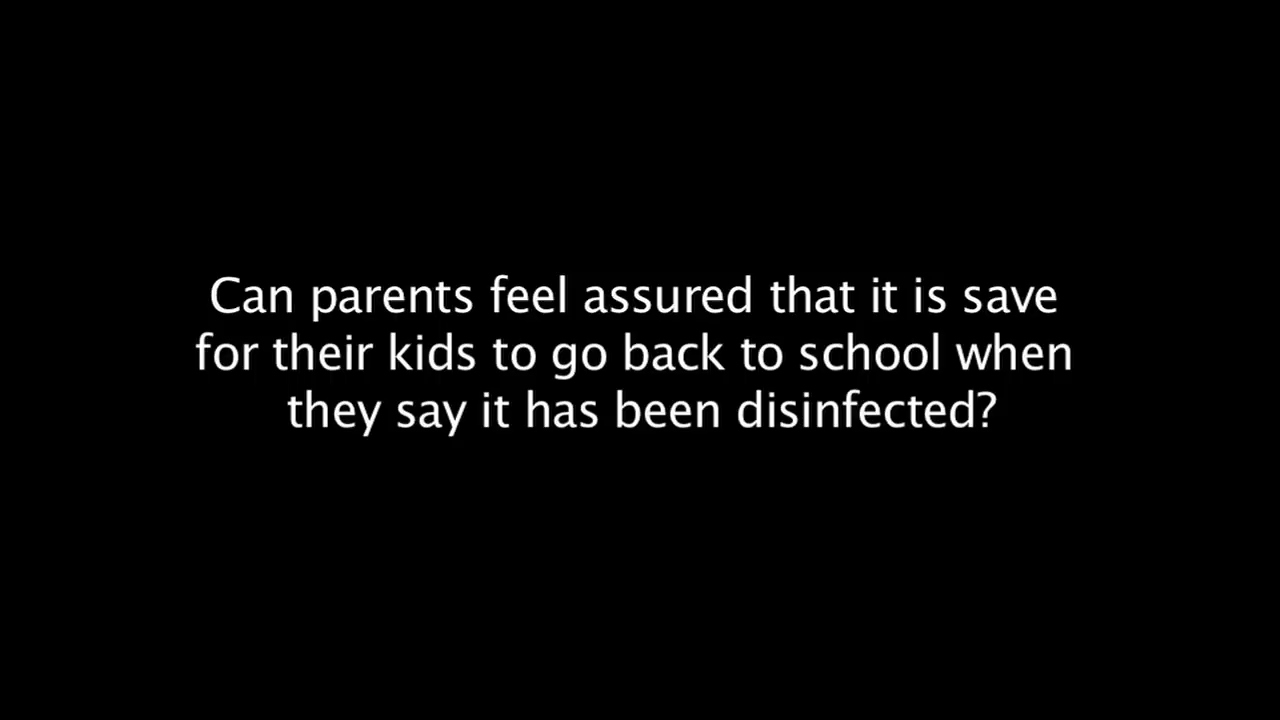 Can parents feel assured that it is save
for their kids to go back to school when
they say it has been disinfected?